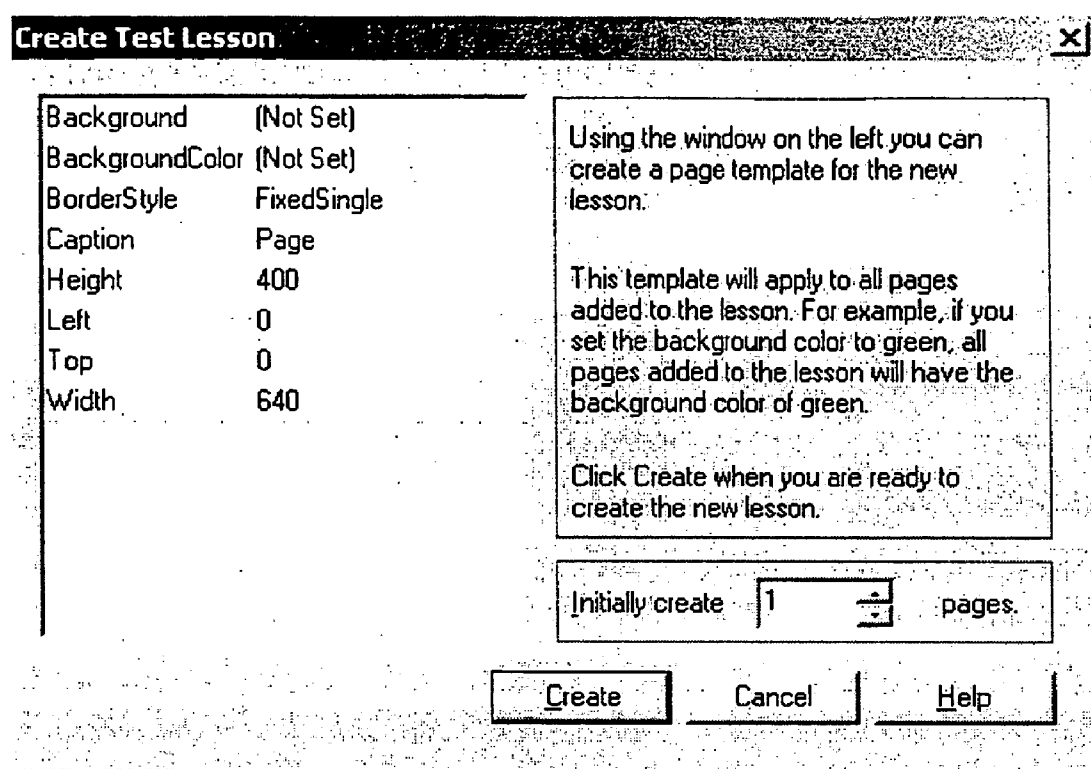 Create Test Lesson
Background (Not Set)
BackgroundColor (Not Set)
BorderStyle FixedSingle
Caption Page
Height 400
Left 0
Top 0
Width 640
Using the window on the left you can
create a page template for the new
lesson.
This template will apply to all pages
added to the lesson. For example, if you
set the background color to green, all
pages added to the lesson will have the
background color of green.
Click Create when you are ready to
create the new lesson.
Initially create 1 pages.
Create Cancel Help